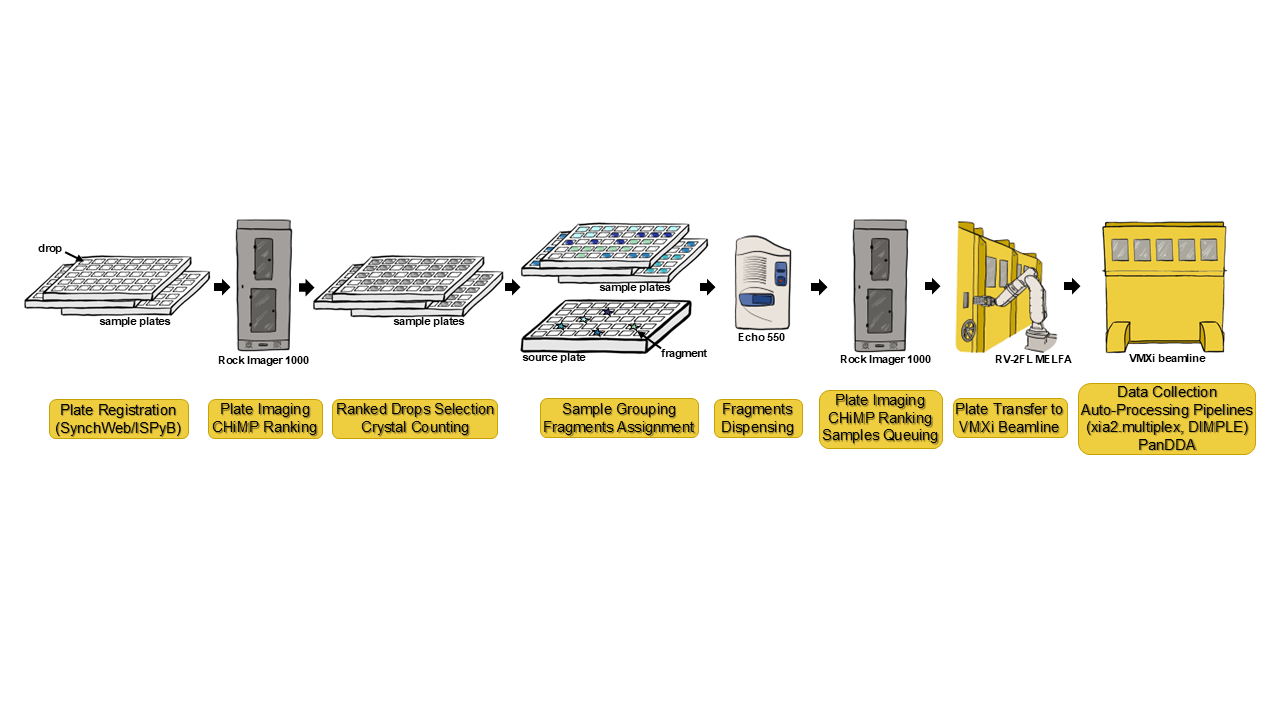 drop
sample plates
Rock Imager 1000
sample plates
sample plates
source plate
fragment
Echo 550
Rock Imager 1000
RV-2FL MELFA
VMXi beamline
Plate Registration
(SynchWeb/ISPyB)
Plate Imaging
CHiMP Ranking
Ranked Drops Selection
Crystal Counting
Sample Grouping
Fragments Assignment
Fragments
Dispensing
Plate Imaging
CHiMP Ranking
Samples Queuing
Plate Transfer to
VMXi Beamline
Data Collection
Auto-Processing Pipelines
(xia2.multiplex, DIMPLE)
PanDDA